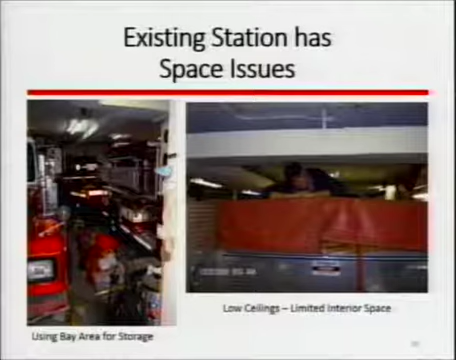 Existing Station has
Space Issues
Low Ceilings – Limited Interior Space
Using Bay Area for Storage